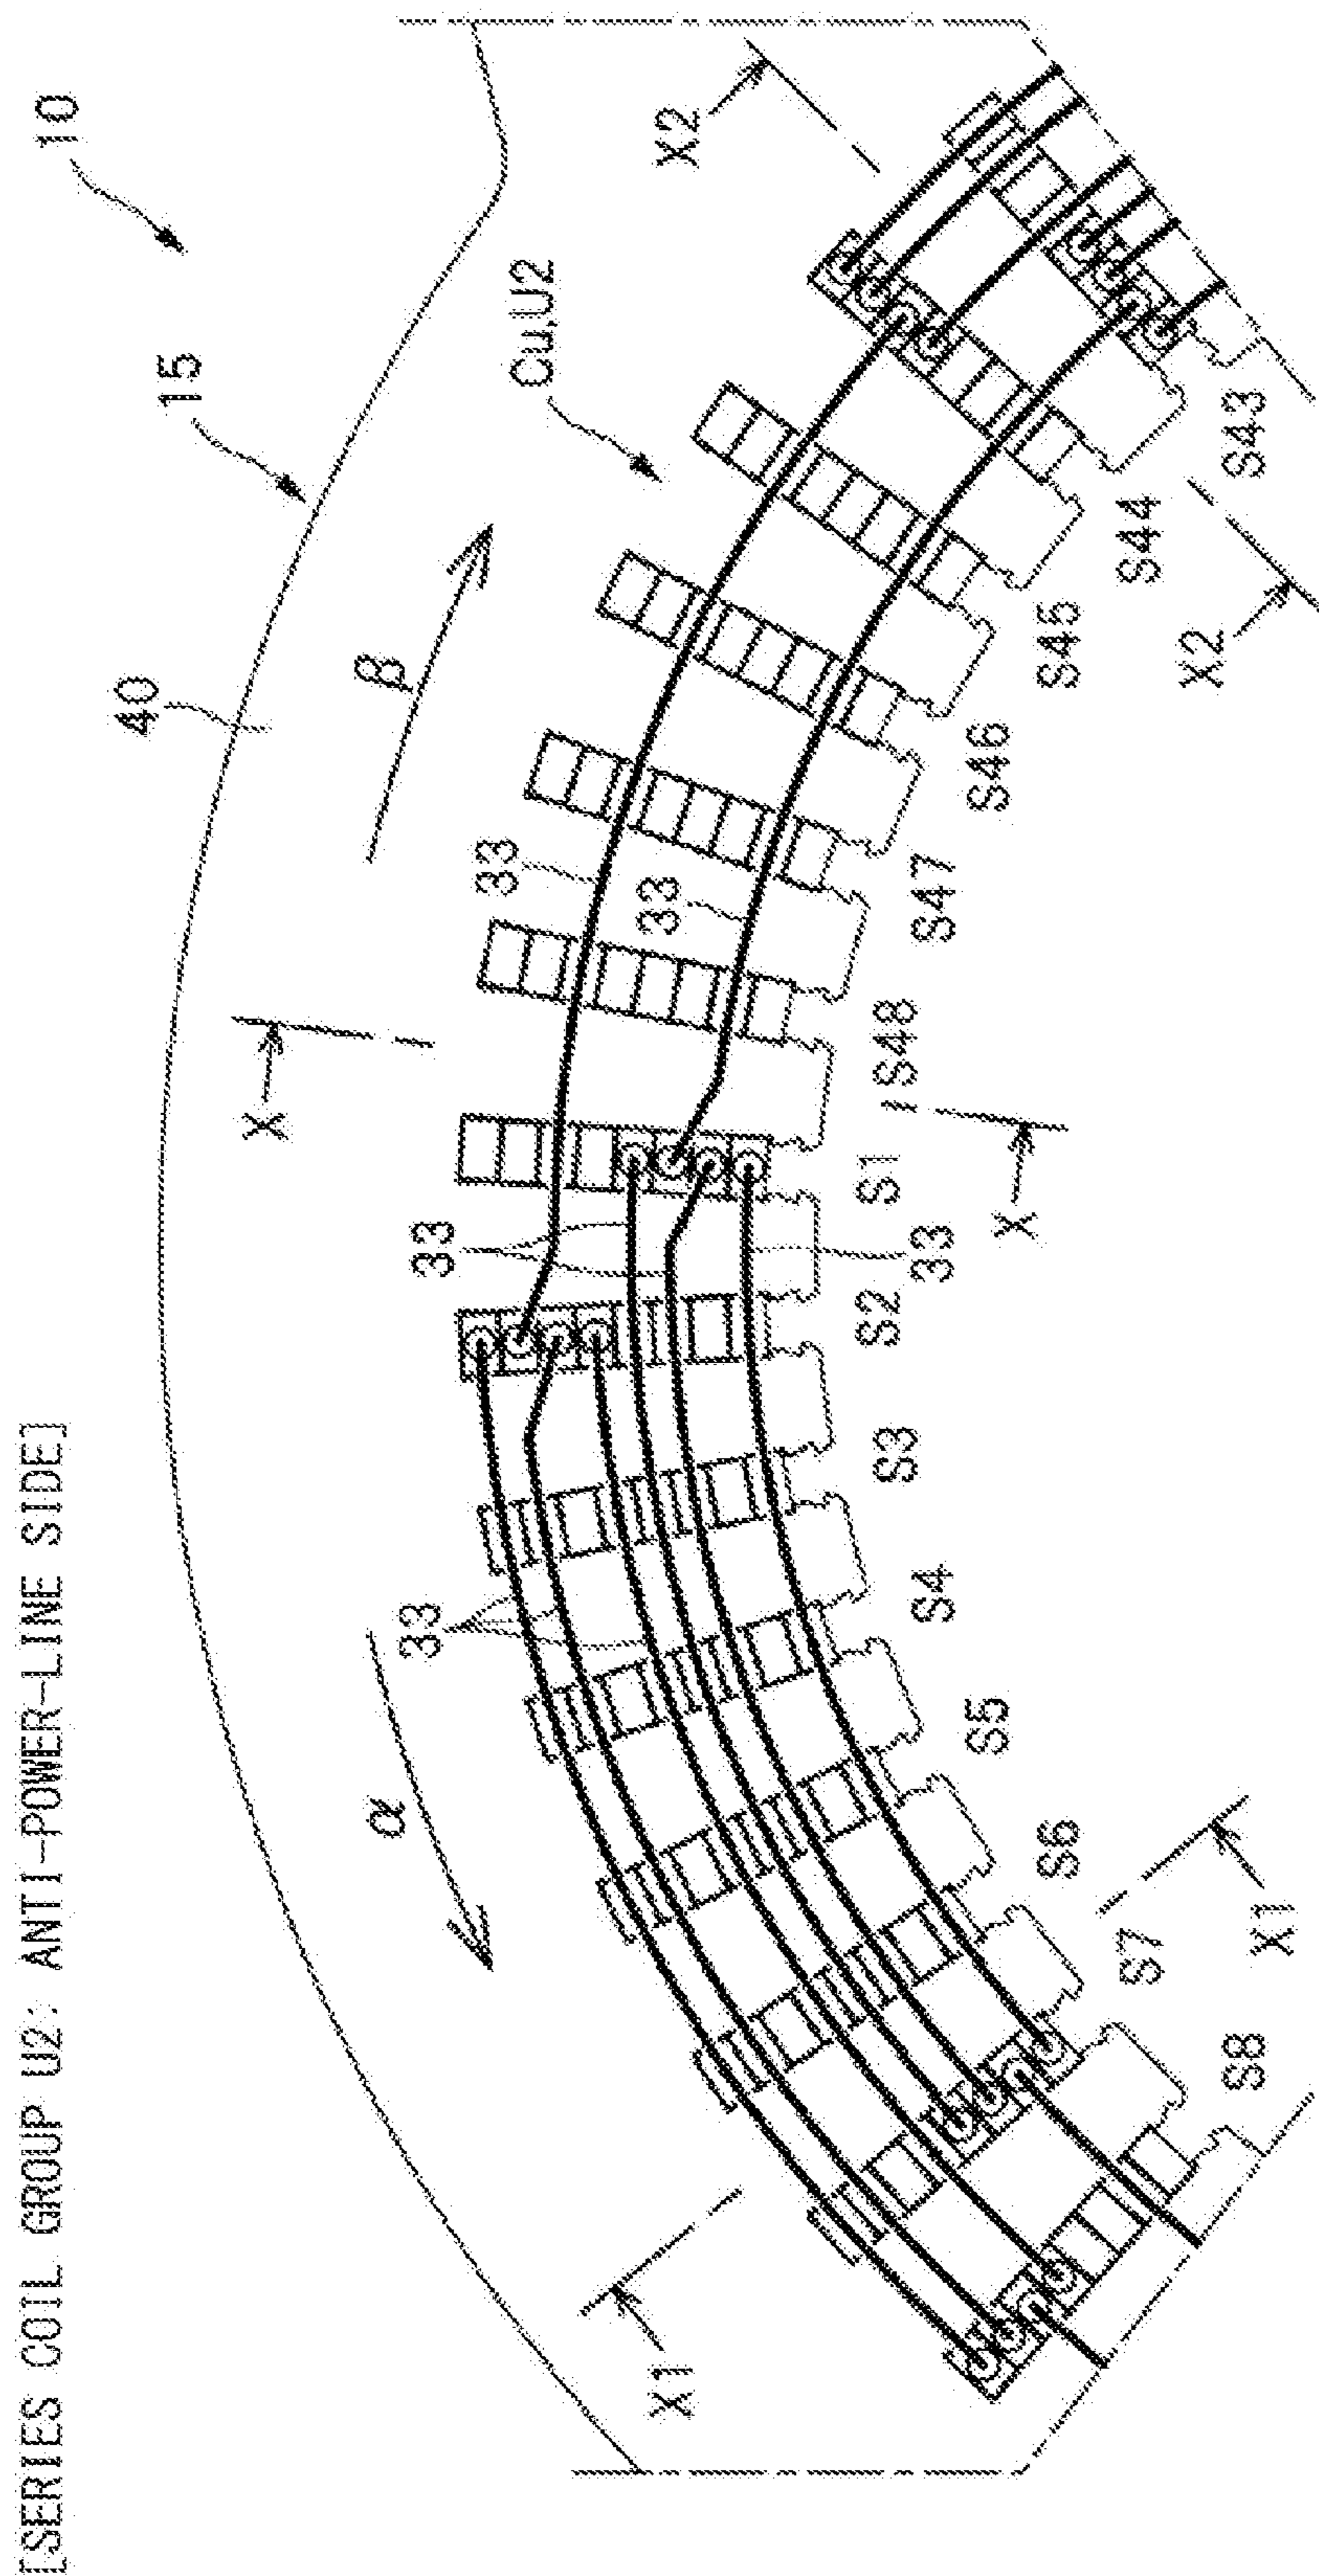 [SERIES COIL GROUP U2: ANTI-POWER-LINE SIDE]
10
15
40
β
Cu,U2
X2
X
33
33
S43
S44
X2
S45
S46
S47
S48
S1
X
33
33
S2
S3
α
33
S4
S5
S6
X1
S7
S8
X1